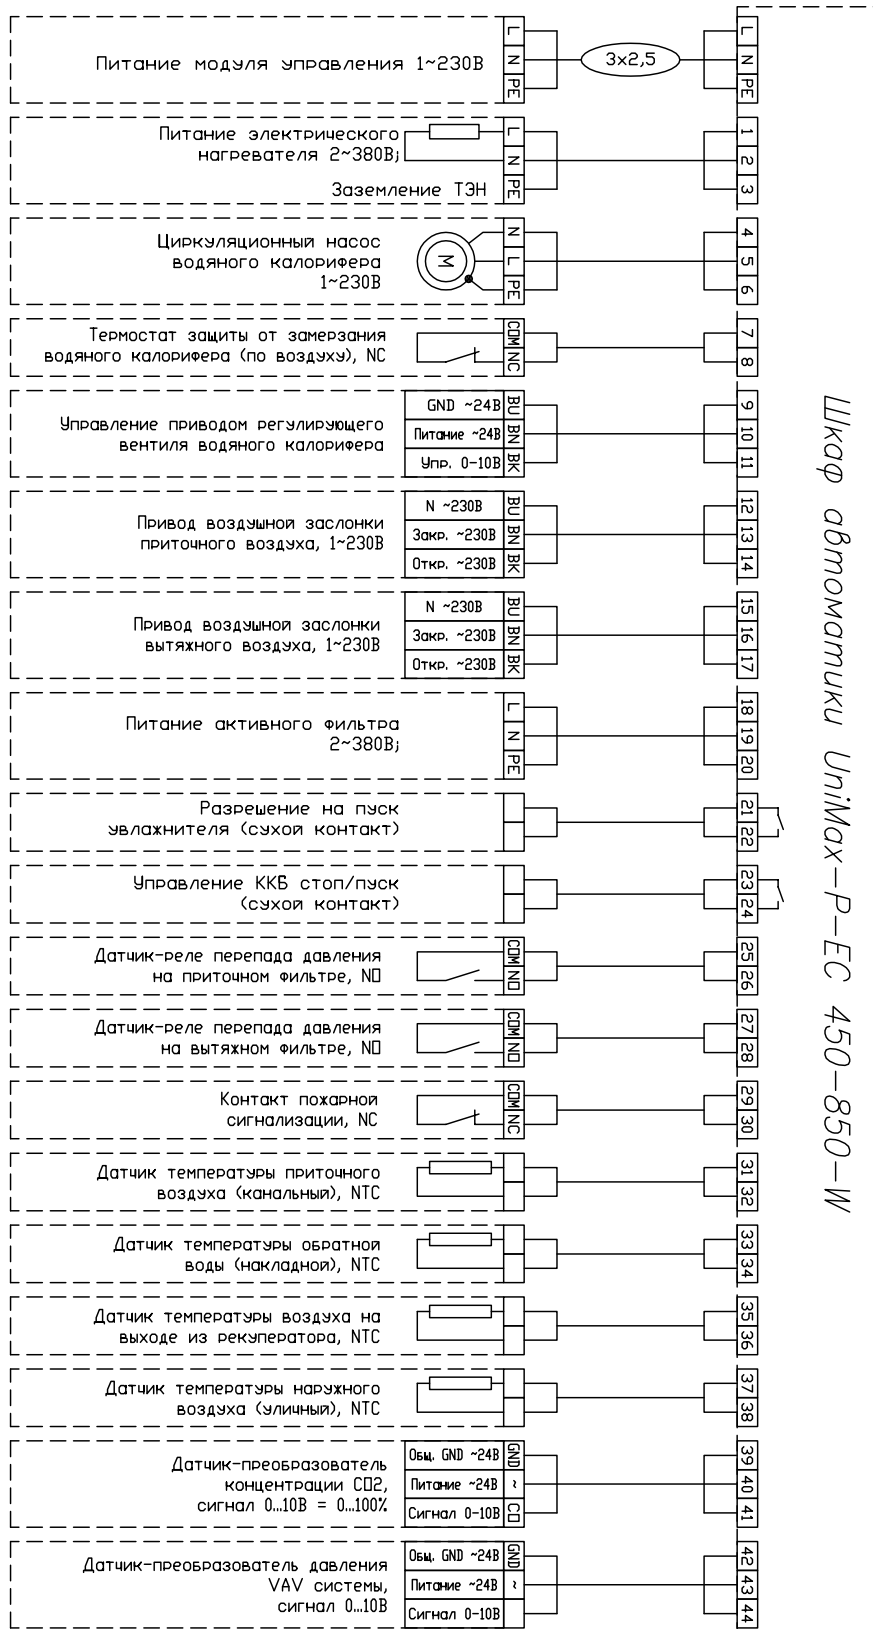 Питание модуля управления 1~230В
L
N
PE
3x2,5
L
N
PE
Питание электрического
нагревателя 2~380В;
Заземление ТЭН
L
N
PE
1
2
3
Циркуляционный насос
водяного калорифера
1~230В
M
N
L
PE
4
5
6
Термостат защиты от замерзания
водяного калорифера (по воздуху), NC
COM
NC
7
8
Управление приводом регулирующего
вентиля водяного калорифера
GND ~24В
Питание ~24В
Упр. 0-10В
BU
BN
BK
9
10
11
Привод воздушной заслонки
приточного воздуха, 1~230В
N ~230В
Закр. ~230В
Откр. ~230В
BU
BN
BK
12
13
14
Привод воздушной заслонки
вытяжного воздуха, 1~230В
N ~230В
Закр. ~230В
Откр. ~230В
BU
BN
BK
15
16
17
Питание активного фильтра
2~380В;
L
N
PE
18
19
20
Разрешение на пуск
увлажнителя (сухой контакт)
21
22
Управление ККБ стоп/пуск
(сухой контакт)
23
24
Датчик-реле перепада давления
на приточном фильтре, NO
COM
NO
25
26
Датчик-реле перепада давления
на вытяжном фильтре, NO
COM
NO
27
28
Контакт пожарной
сигнализации, NC
COM
NC
29
30
Датчик температуры приточного
воздуха (канальный), NTC
31
32
Датчик температуры обратной
воды (накладной), NTC
33
34
Датчик температуры воздуха на
выходе из рекуператора, NTC
35
36
Датчик температуры наружного
воздуха (уличный), NTC
37
38
Датчик-преобразователь
концентрации СО2,
сигнал 0...10В = 0...100%
Общ. GND ~24В
Питание ~24В
Сигнал 0-10В
GND
~
CO
39
40
41
Датчик-преобразователь давления
VAV системы,
сигнал 0...10В
Общ. GND ~24В
Питание ~24В
Сигнал 0-10В
GND
~
42
43
44
Шкаф автоматики UniMax-P-EC 450-850-W